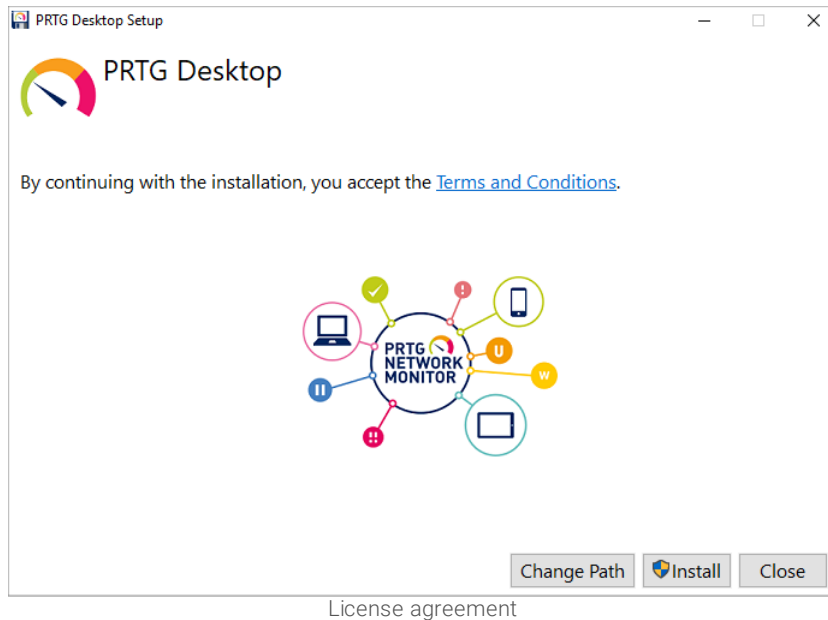 PRTG Desktop Setup
PRTG Desktop
By continuing with the installation, you accept the Terms and Conditions.
PRTG
NETWORK
MONITOR
U
W
Change Path
Install
Close
License agreement